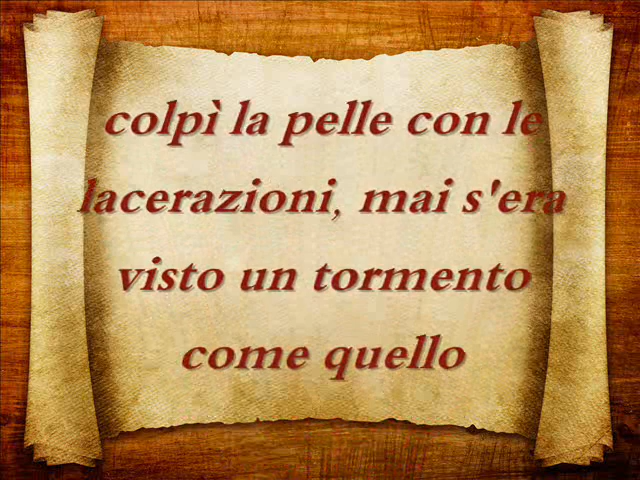 colpì la pelle con le
lacerazioni, mai s'era
visto un tormento
come quello